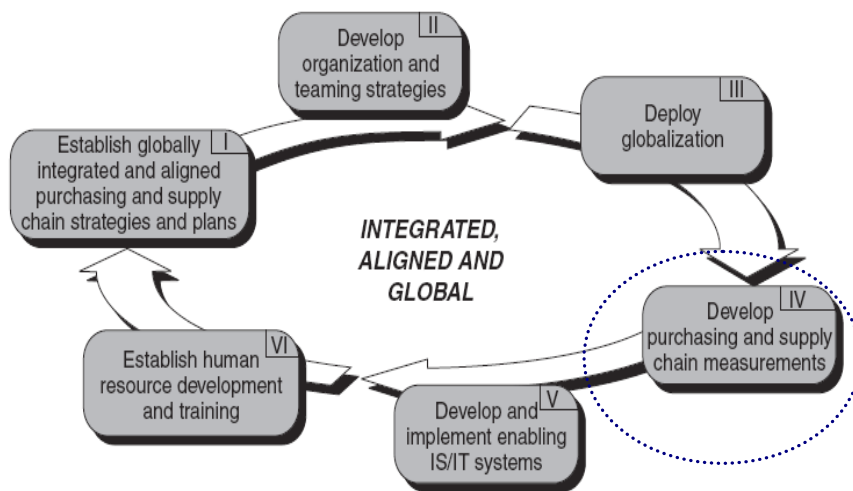 II
Develop
organization and
teaming strategies
III
Deploy
globalization
I
Establish globally
integrated and aligned
purchasing and supply
chain strategies and plans
INTEGRATED,
ALIGNED AND
GLOBAL
IV
Develop
purchasing and supply
chain measurements
VI
Establish human
resource development
and training
V
Develop and
implement enabling
IS/IT systems